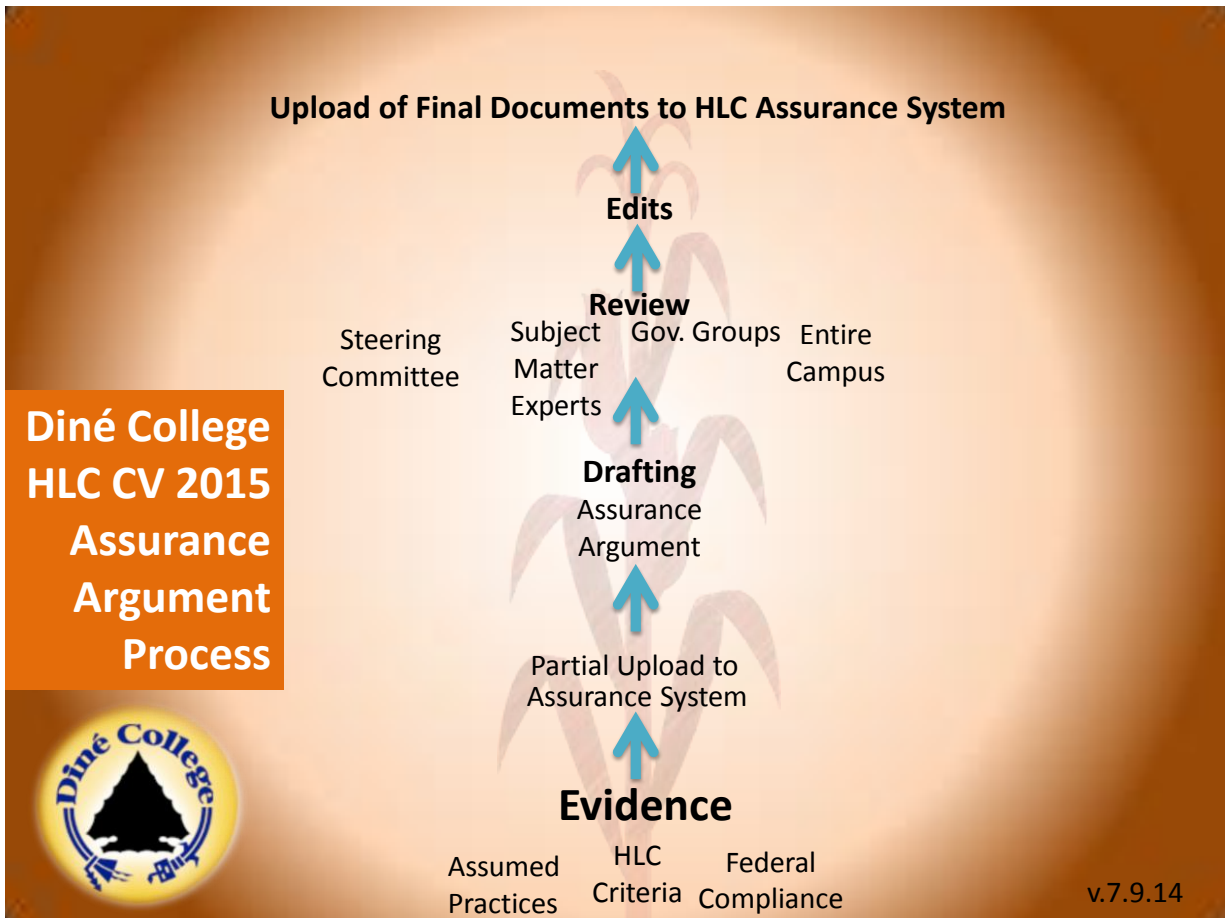 Upload of Final Documents to HLC Assurance System
Edits
Review
Steering
Committee
Subject
Matter
Experts
Gov. Groups
Entire
Campus
Diné College
HLC CV 2015
Assurance
Argument
Process
Drafting
Assurance
Argument
Partial Upload to
Assurance System
Diné College
Evidence
Assumed
Practices
HLC
Criteria
Federal
Compliance
v.7.9.14